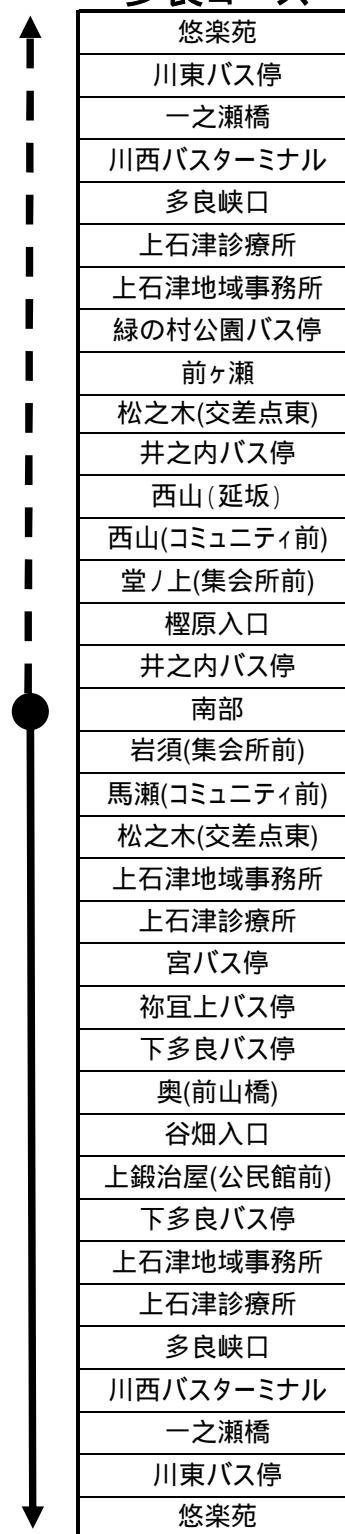 多良コース
悠楽苑
川東バス停
一之瀬橋
川西バスターミナル
多良峡口
上石津診療所
上石津地域事務所
緑の村公園バス停
前ヶ瀬
松之木(交差点東)
井之内バス停
西山(延坂)
西山(コミュニティ前)
堂ノ上(集会所前)
樫原入口
井之内バス停
南部
岩須(集会所前)
馬瀬(コミュニティ前)
松之木(交差点東)
上石津地域事務所
上石津診療所
宮バス停
祢冝上バス停
下多良バス停
奥(前山橋)
谷畑入口
上鍛治屋(公民館前)
下多良バス停
上石津地域事務所
上石津診療所
多良峡口
川西バスターミナル
一之瀬橋
川東バス停
悠楽苑